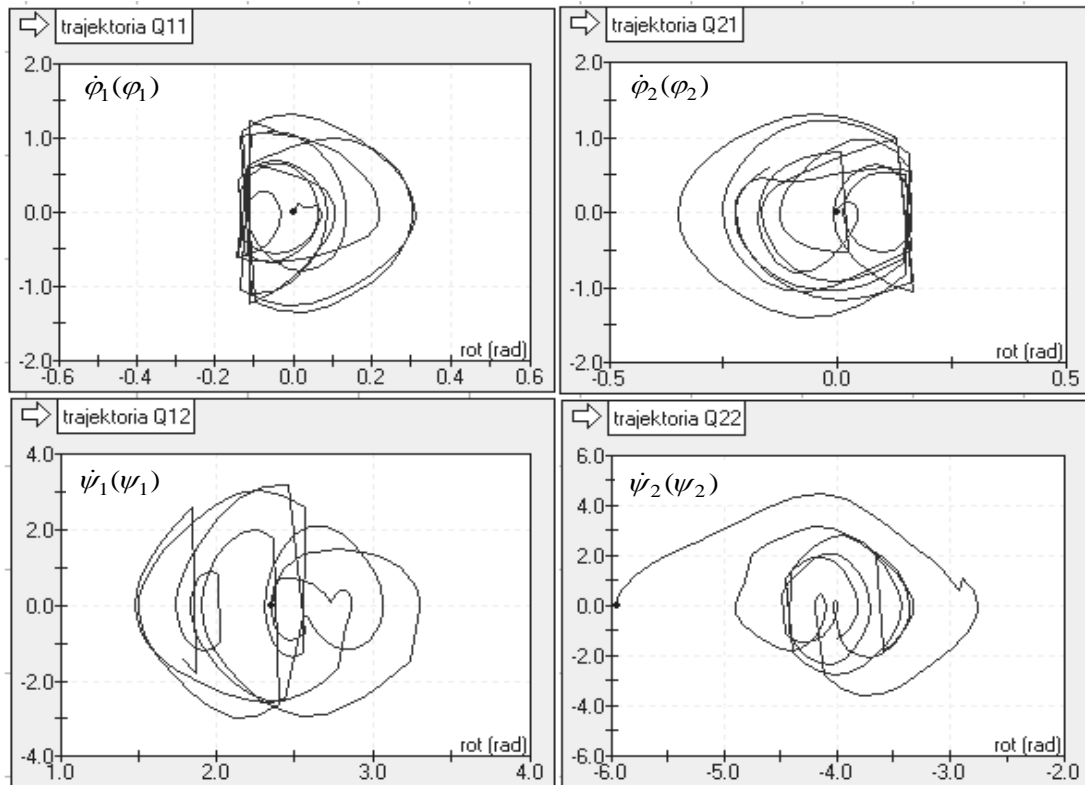 trajektoria Q11
φ̇₁(φ₁)
2.0
1.0
0.0
-1.0
-2.0
rot (rad)
-0.6 -0.4 -0.2 0.0 0.2 0.4 0.6
trajektoria Q21
φ̇₂(φ₂)
2.0
1.0
0.0
-1.0
-2.0
rot (rad)
-0.5 0.0 0.5
trajektoria Q12
ψ̇₁(ψ₁)
4.0
2.0
0.0
-2.0
-4.0
rot (rad)
1.0 2.0 3.0 4.0
trajektoria Q22
ψ̇₂(ψ₂)
6.0
4.0
2.0
0.0
-2.0
-4.0
-6.0
rot (rad)
-6.0 -5.0 -4.0 -3.0 -2.0